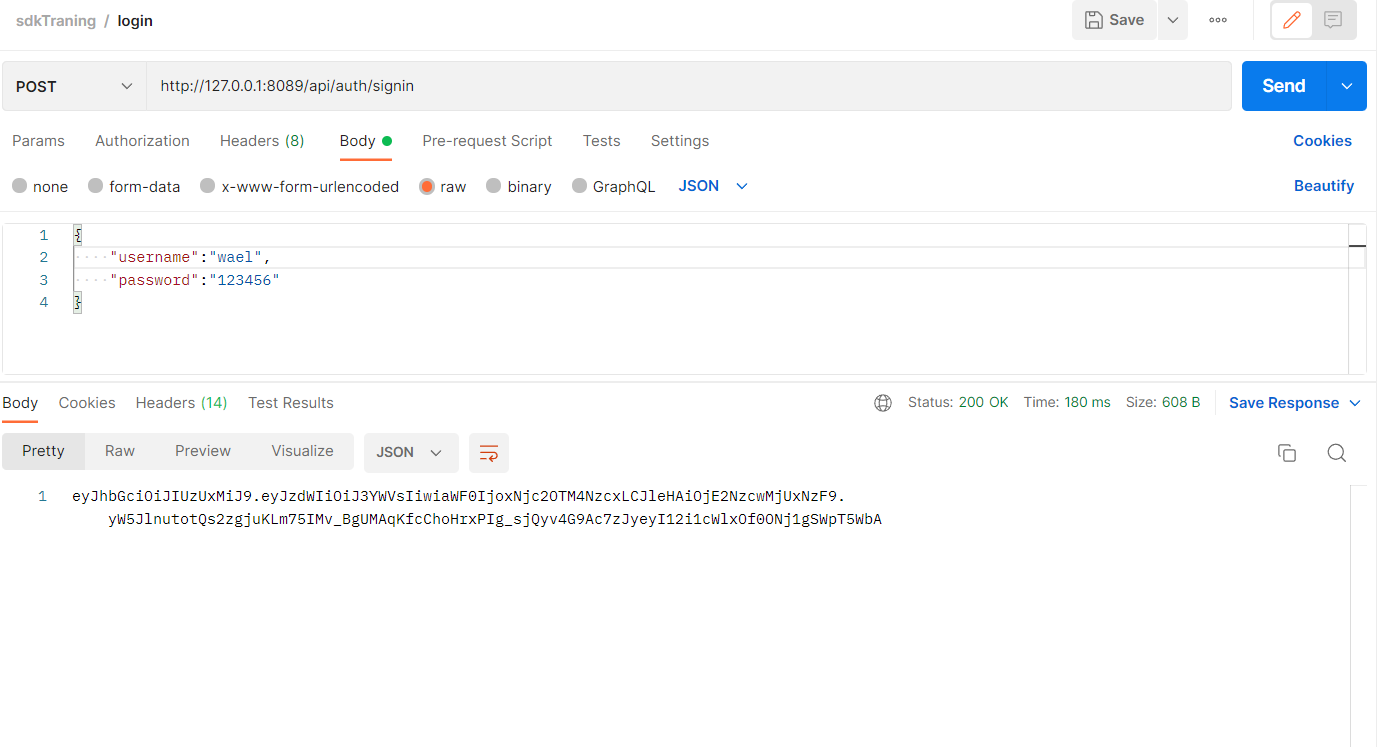 sdkTraning / login
Save
POST
http://127.0.0.1:8089/api/auth/signin
Send
Params Authorization Headers (8) Body Pre-request Script Tests Settings Cookies
none form-data x-www-form-urlencoded raw binary GraphQL JSON Beautify
1 {
2 "username":"wael",
3 "password":"123456"
4 }
Body Cookies Headers (14) Test Results Status: 200 OK Time: 180 ms Size: 608 B Save Response
Pretty Raw Preview Visualize JSON
1 eyJhbGciOiJIUzUxMiJ9.eyJzdWIiOiJ3YWVsIiwiaWF0IjoxNjc2OTM4NzcxLCJleHAiOjE2NzcwMjUxNzF9.
yW5JlnutotQs2zgjuKLm75IMv_BgUMAqKfcChoHrxPIg_sjQyv4G9Ac7zJyeyI12i1cWlxOf0ONj1gSWpT5WbA